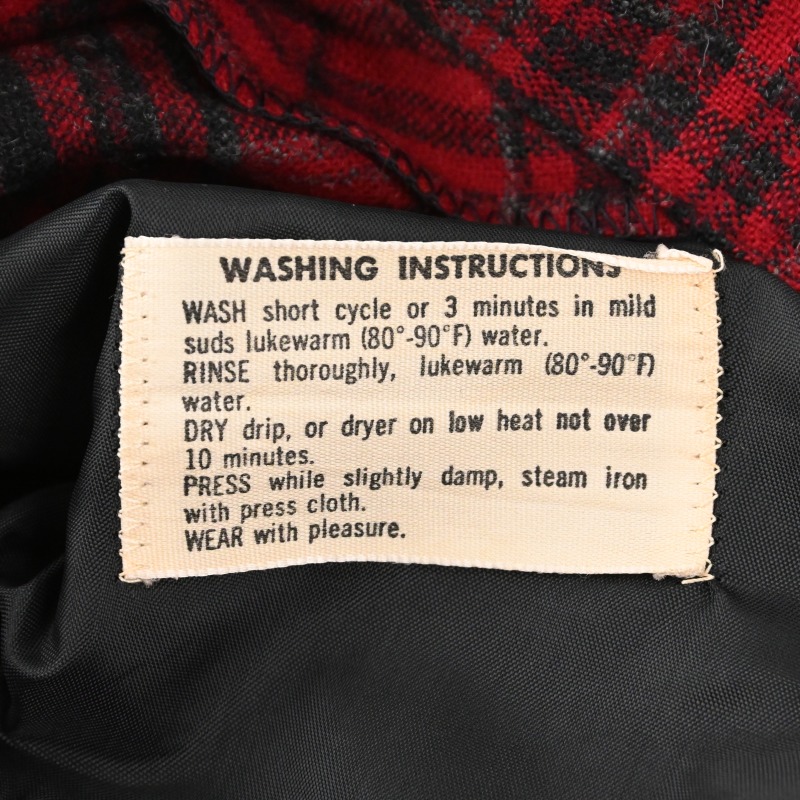 WASHING INSTRUCTIONS
WASH short cycle or 3 minutes in mild
suds lukewarm (80°-90°F) water.
RINSE thoroughly, lukewarm (80°-90°F)
water.
DRY drip, or dryer on low heat not over
10 minutes.
PRESS while slightly damp, steam iron
with press cloth.
WEAR with pleasure.